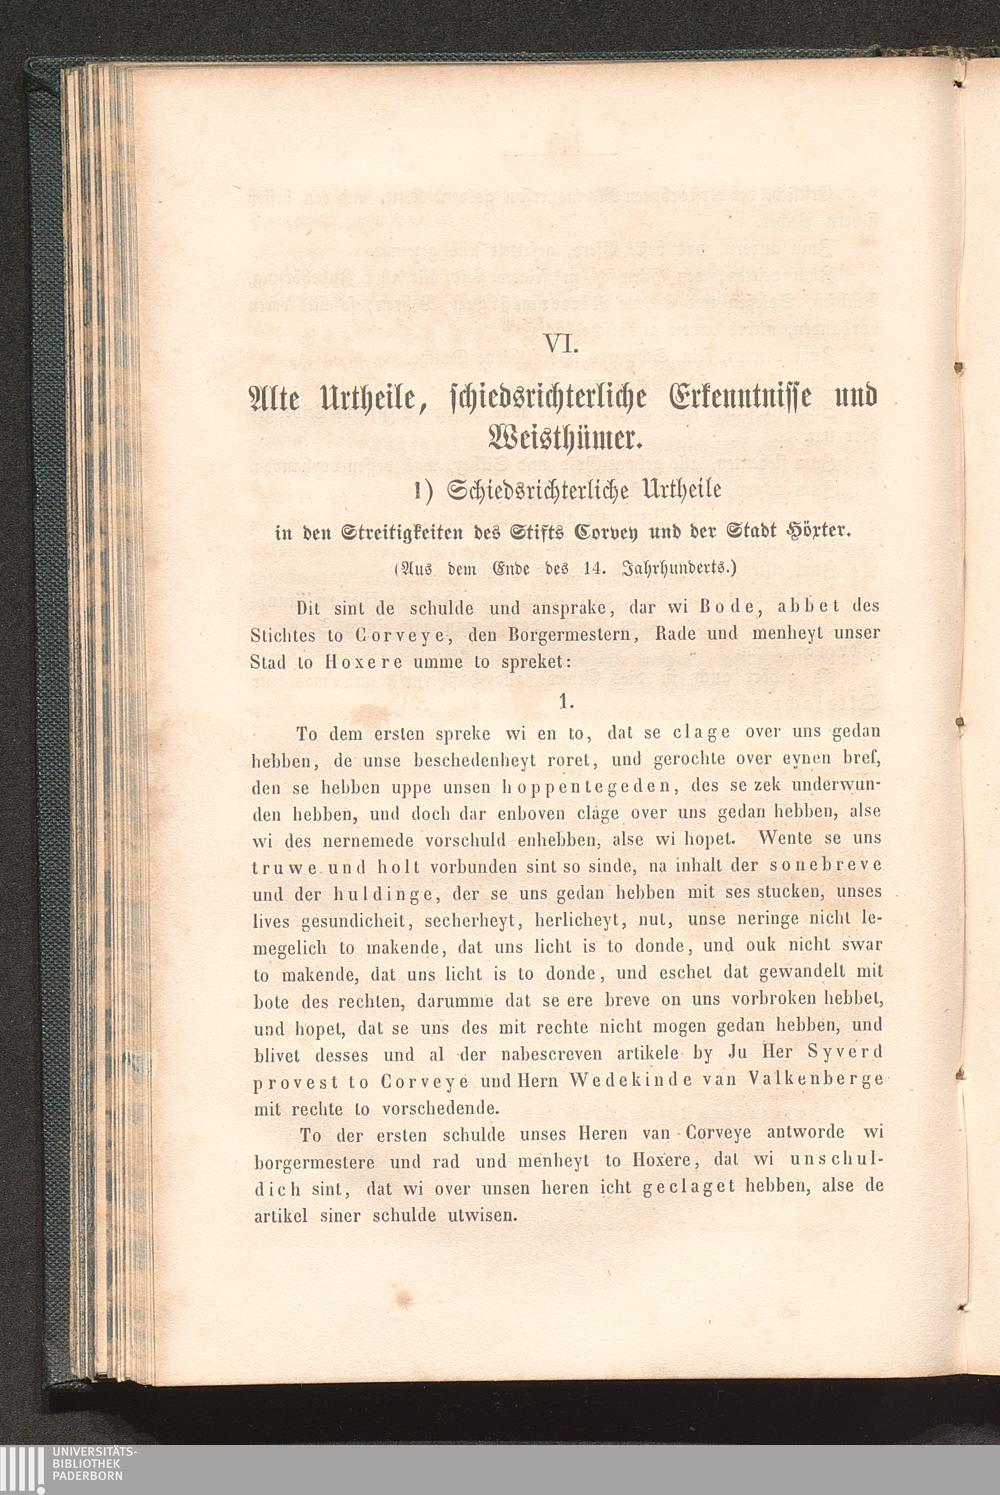 VI.
Alte Urtheile, schiedsrichterliche Erkenntnisse und
Weisthümer.
1) Schiedsrichterliche Urtheile
in den Streitigkeiten des Stifts Corvey und der Stadt Höxter.
(Aus dem Ende des 14. Jahrhunderts.)
Dit sint de schulde und ansprake, dar wi Bode, abbet des
Stichtes to Corveye, den Borgermestern, Rade und menheyt unser
Stad to Hoxere umme to spreket:
1.
To dem ersten spreke wi en to, dat se clage over uns gedan
hebben, de unse beschedenheyt roret, und gerochte over eynen bref,
den se hebben uppe unsen hoppentegeden, des se zek underwun-
den hebben, und doch dar enboven clage over uns gedan hebben, alse
wi des nernemede vorschuld enhebben, alse wi hopet. Wente se uns
truwe und holt vorbunden sint so sinde, na inhalt der sonebreve
und der huldinge, der se uns gedan hebben mit ses stucken, unses
lives gesundicheit, secherheyt, herlicheyt, nut, unse neringe nicht le-
megelich to makende, dat uns licht is to donde, und ouk nicht swar
to makende, dat uns licht is to donde, und eschet dat gewandelt mit
bote des rechten, darumme dat se ere breve on uns vorbroken hebbet,
und hopet, dat se uns des mit rechte nicht mogen gedan hebben, und
blivet desses und al der nabescreven artikele by Ju Her Syverd
provest to Corveye und Hern Wedekinde van Valkenberge
mit rechte to vorschedende.
To der ersten schulde unses Heren van Corveye antworde wi
borgermestere und rad und menheyt to Hoxere, dat wi unschul-
dich sint, dat wi over unsen heren icht geclaget hebben, alse de
artikel siner schulde utwisen.
UNIVERSITÄTS-
BIBLIOTHEK
PADERBORN